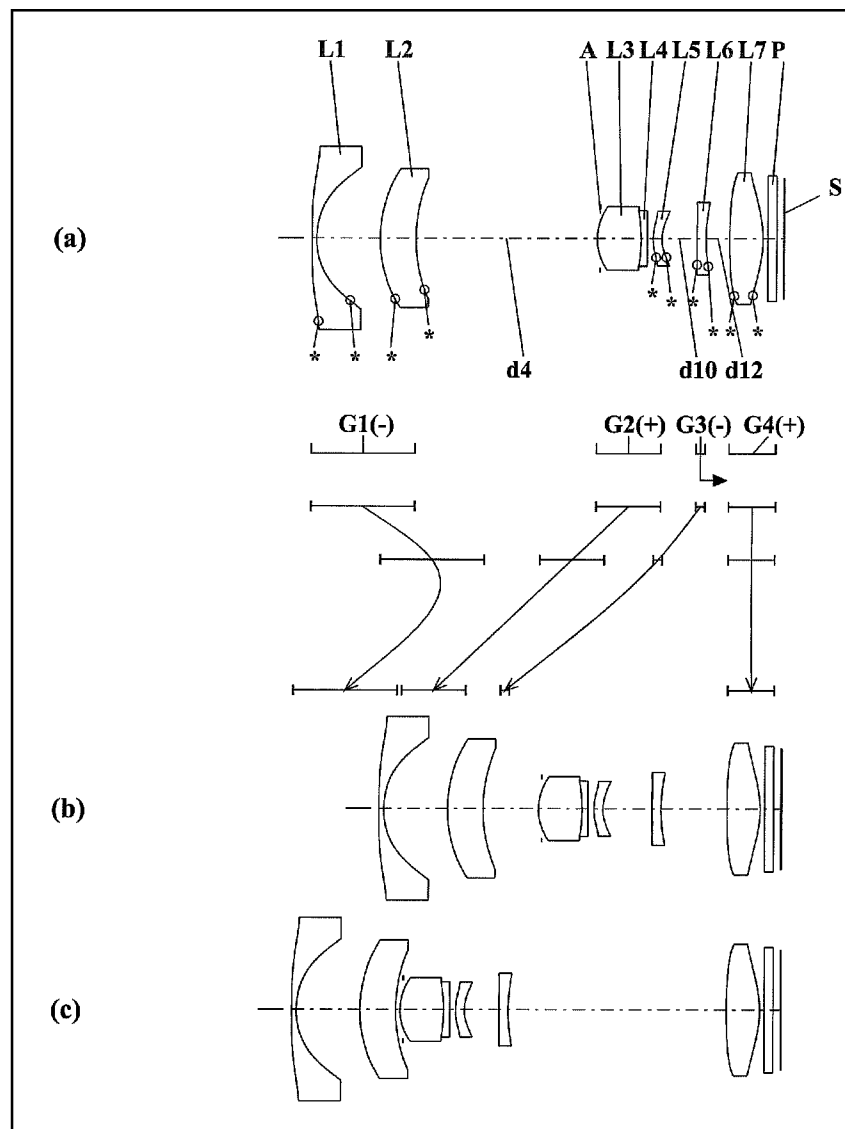 L1 L2 A L3 L4 L5 L6 L7 P
S
(a)
* * * * * * * * * *
d4 d10 d12
G1(-) G2(+) G3(-) G4(+)
(b)
(c)